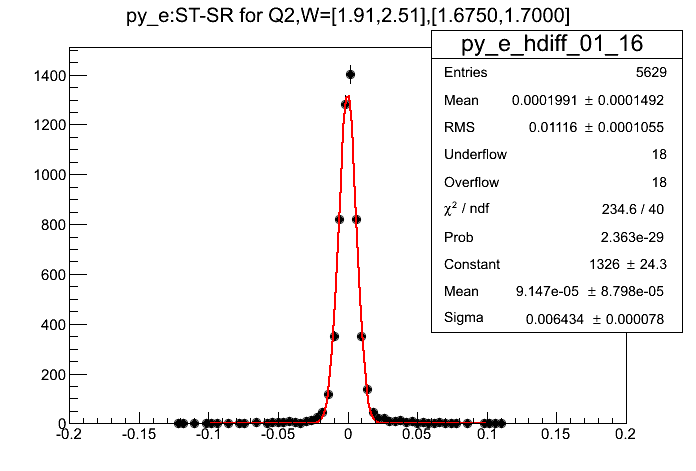 py_e:ST-SR for Q2,W=[1.91,2.51],[1.6750,1.7000]
py_e_hdiff_01_16
Entries 5629
Mean 0.0001991 ± 0.0001492
RMS 0.01116 ± 0.0001055
Underflow 18
Overflow 18
χ² / ndf 234.6 / 40
Prob 2.363e-29
Constant 1326 ± 24.3
Mean 9.147e-05 ± 8.798e-05
Sigma 0.006434 ± 0.000078
1400
1200
1000
800
600
400
200
0
-0.2 -0.15 -0.1 -0.05 0 0.05 0.1 0.15 0.2